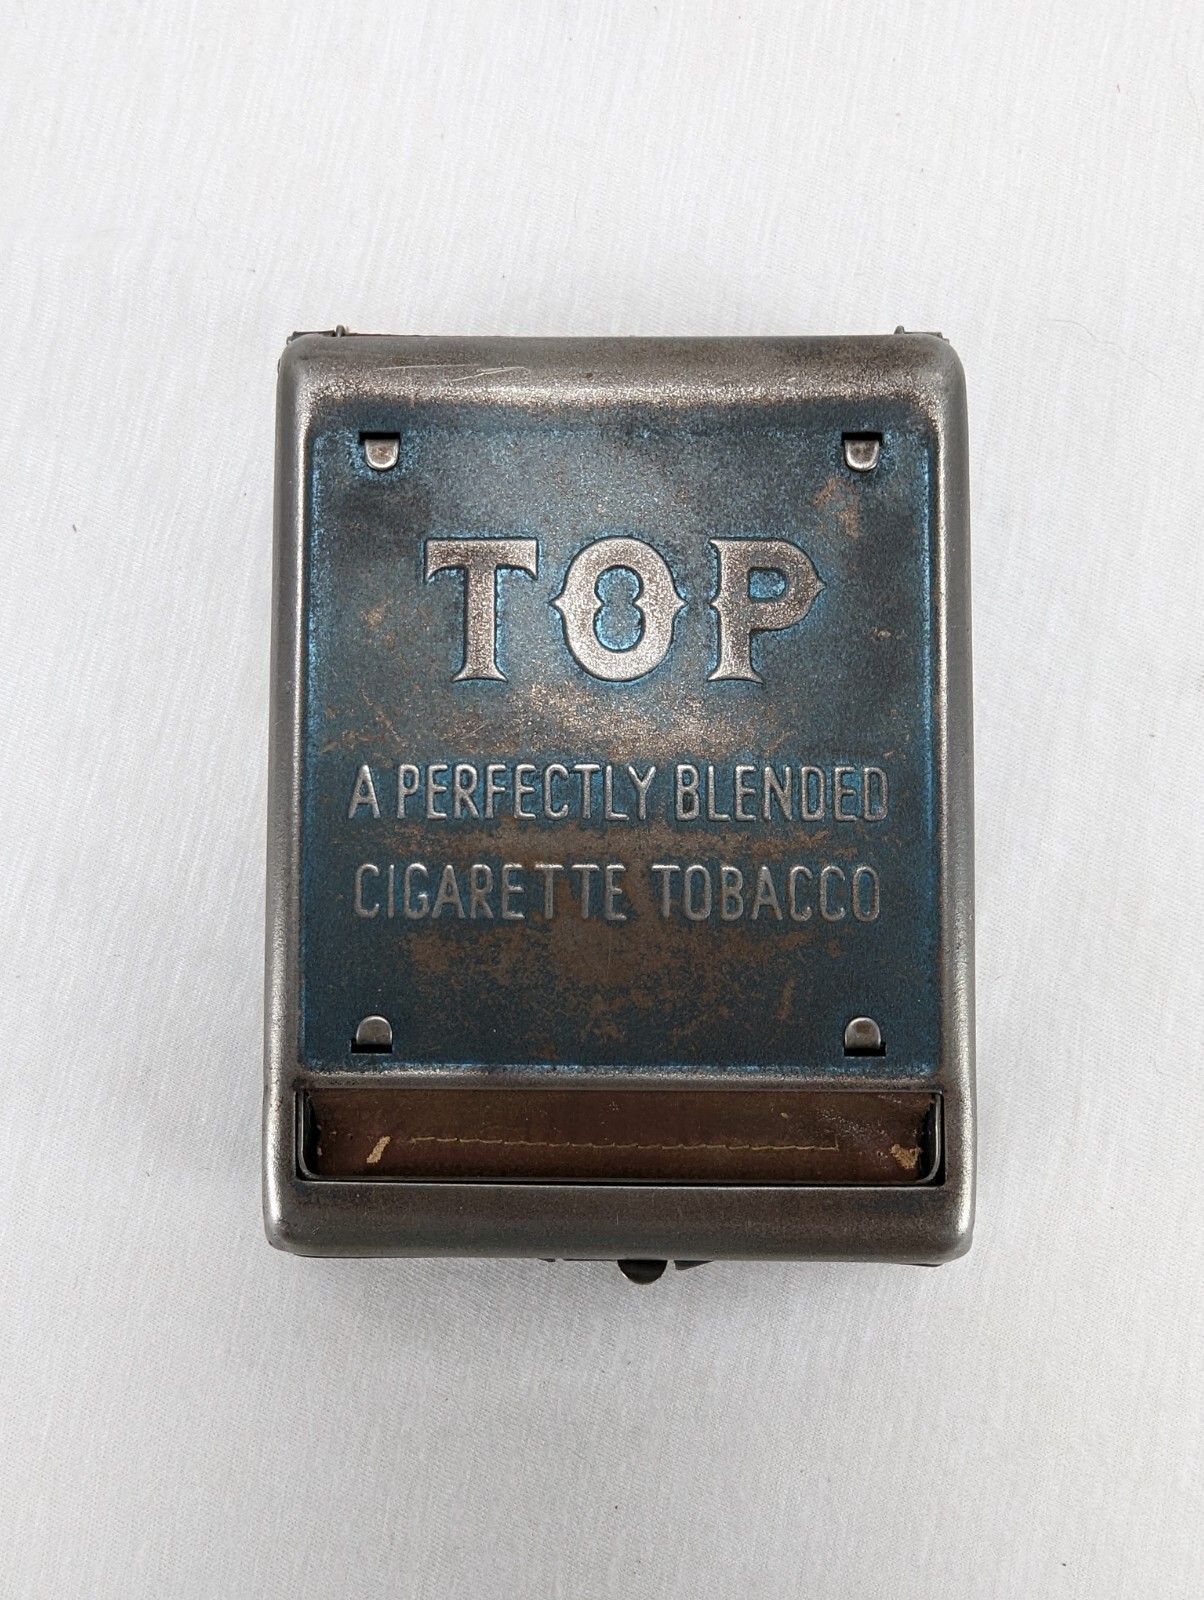 TOP
A PERFECTLY BLENDED
CIGARETTE TOBACCO